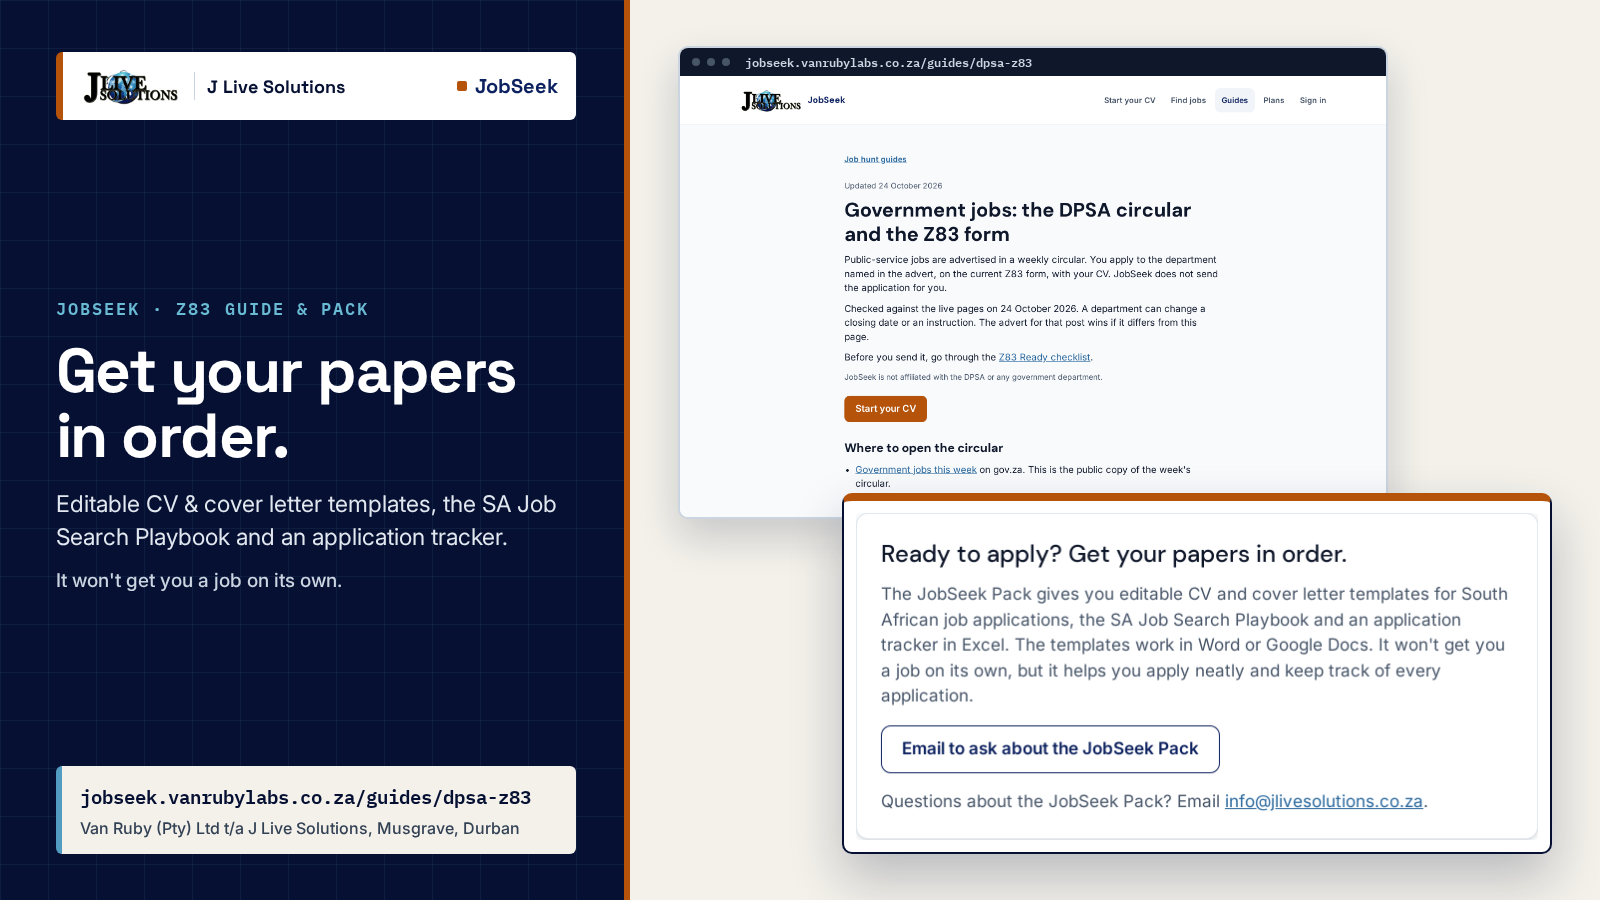 J LIVE SOLUTIONS
J Live Solutions
JobSeek
JOBSEEK · Z83 GUIDE & PACK
Get your papers
in order.
Editable CV & cover letter templates, the SA Job
Search Playbook and an application tracker.
It won't get you a job on its own.
jobseek.vanrubylabs.co.za/guides/dpsa-z83
Van Ruby (Pty) Ltd t/a J Live Solutions, Musgrave, Durban
jobseek.vanrubylabs.co.za/guides/dpsa-z83
J LIVE SOLUTIONS
JobSeek
Start your CV
Find jobs
Guides
Plans
Sign in
Job hunt guides
Updated 24 October 2026
Government jobs: the DPSA circular
and the Z83 form
Public-service jobs are advertised in a weekly circular. You apply to the department
named in the advert, on the current Z83 form, with your CV. JobSeek does not send
the application for you.
Checked against the live pages on 24 October 2026. A department can change a
closing date or an instruction. The advert for that post wins if it differs from this
page.
Before you send it, go through the Z83 Ready checklist.
JobSeek is not affiliated with the DPSA or any government department.
Start your CV
Where to open the circular
• Government jobs this week on gov.za. This is the public copy of the week's
circular.
Ready to apply? Get your papers in order.
The JobSeek Pack gives you editable CV and cover letter templates for South
African job applications, the SA Job Search Playbook and an application
tracker in Excel. The templates work in Word or Google Docs. It won't get you
a job on its own, but it helps you apply neatly and keep track of every
application.
Email to ask about the JobSeek Pack
Questions about the JobSeek Pack? Email info@jlivesolutions.co.za.